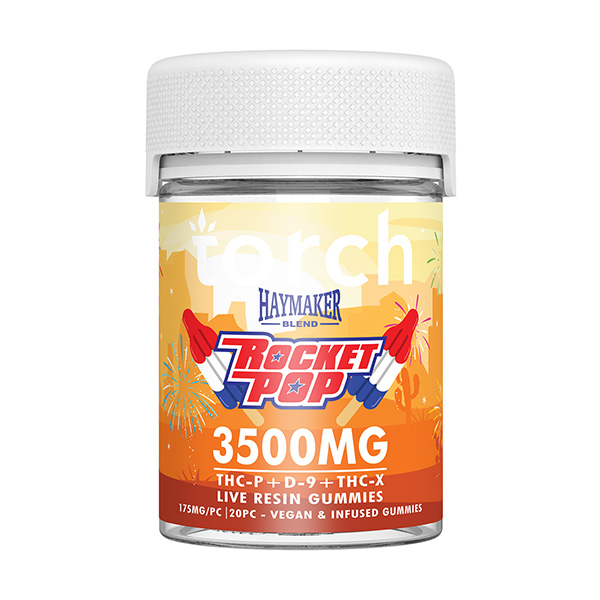 torch
HAYMAKER
BLEND
ROCKET
POP
3500MG
THC-P+D-9+THC-X
LIVE RESIN GUMMIES
175MG/PC | 20PC - VEGAN & INFUSED GUMMIES